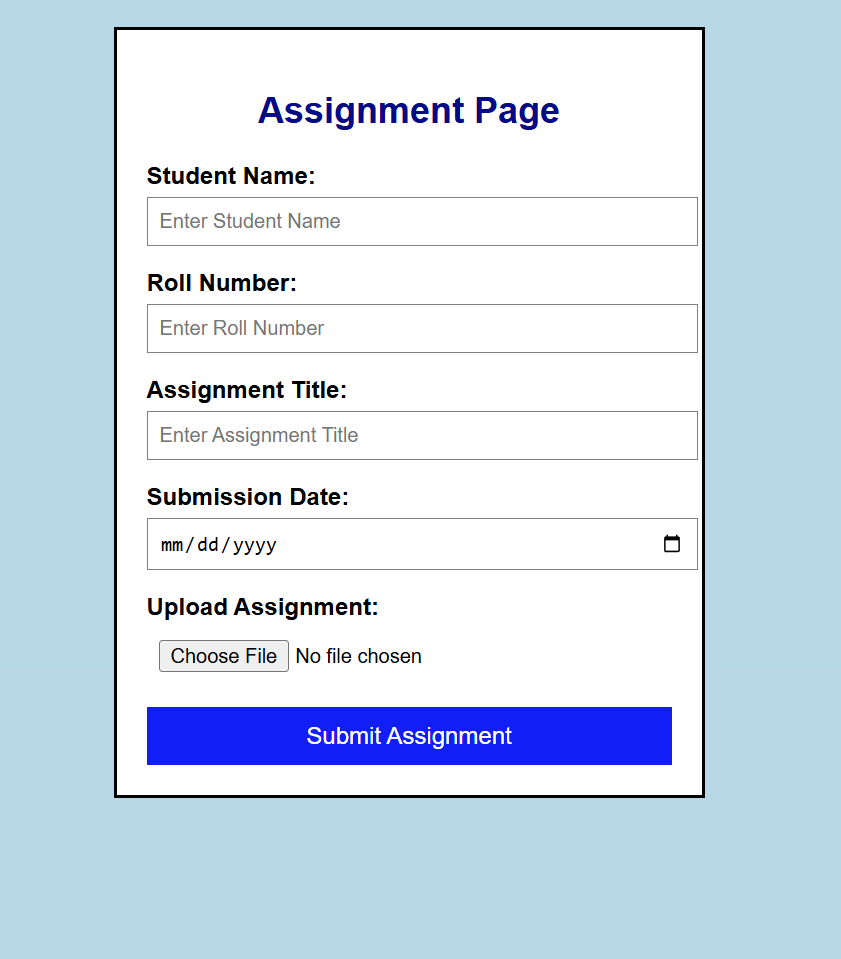 Assignment Page
Student Name:
Enter Student Name
Roll Number:
Enter Roll Number
Assignment Title:
Enter Assignment Title
Submission Date:
mm/dd/yyyy
Upload Assignment:
Choose File No file chosen
Submit Assignment